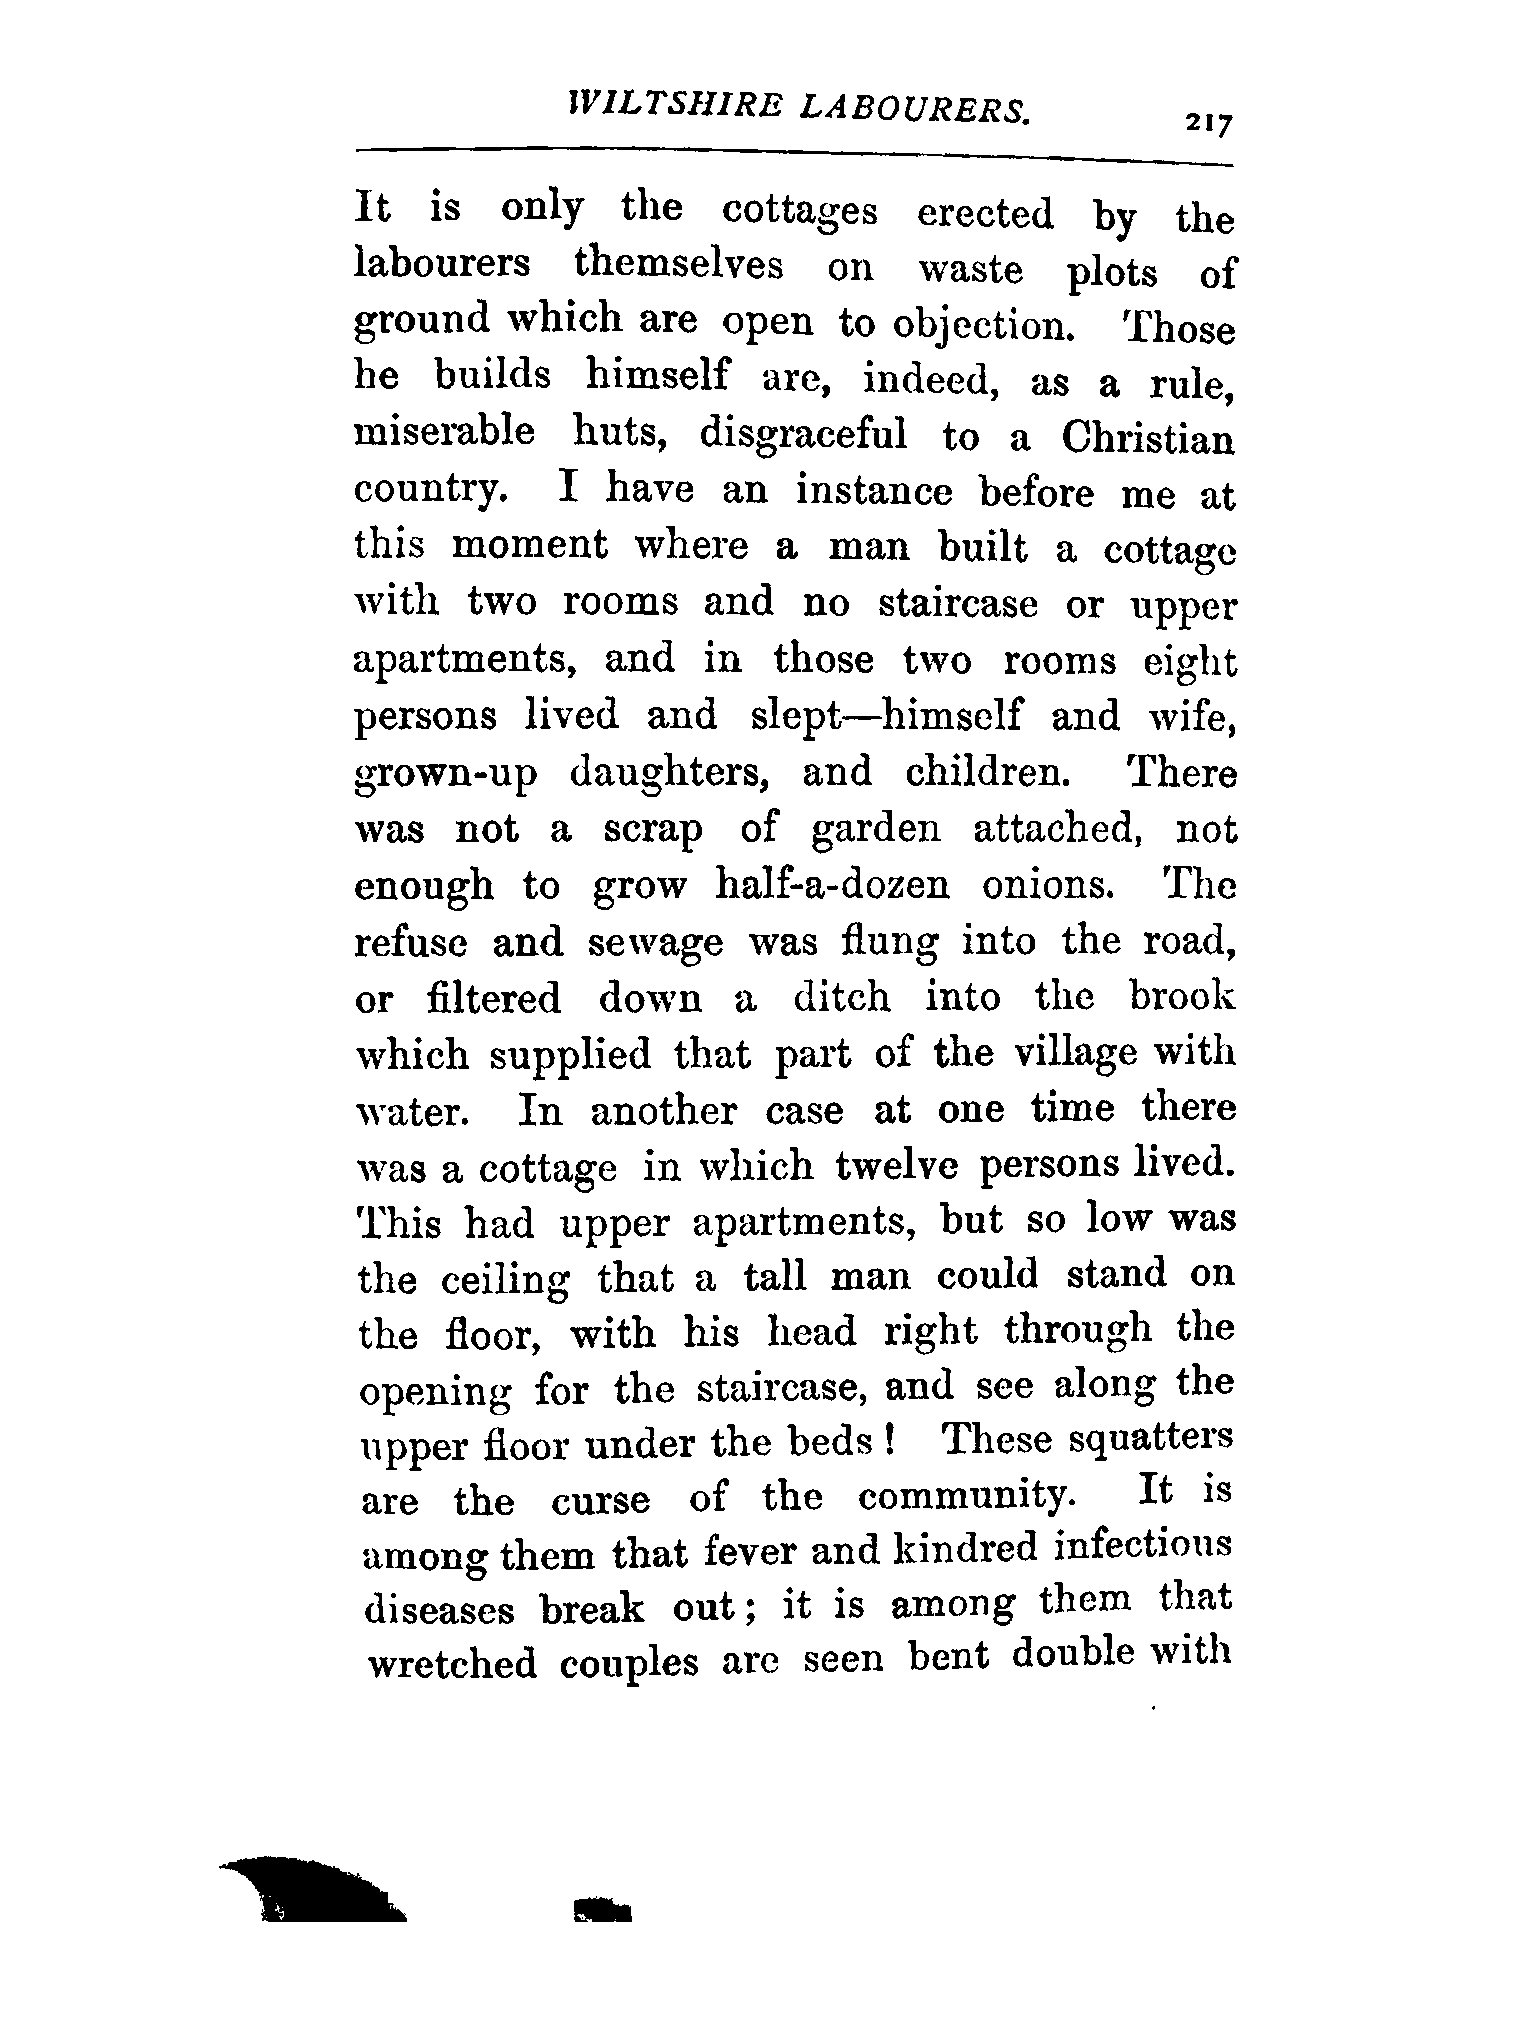 WILTSHIRE LABOURERS. 217
It is only the cottages erected by the
labourers themselves on waste plots of
ground which are open to objection. Those
he builds himself are, indeed, as a rule,
miserable huts, disgraceful to a Christian
country. I have an instance before me at
this moment where a man built a cottage
with two rooms and no staircase or upper
apartments, and in those two rooms eight
persons lived and slept—himself and wife,
grown-up daughters, and children. There
was not a scrap of garden attached, not
enough to grow half-a-dozen onions. The
refuse and sewage was flung into the road,
or filtered down a ditch into the brook
which supplied that part of the village with
water. In another case at one time there
was a cottage in which twelve persons lived.
This had upper apartments, but so low was
the ceiling that a tall man could stand on
the floor, with his head right through the
opening for the staircase, and see along the
upper floor under the beds! These squatters
are the curse of the community. It is
among them that fever and kindred infectious
diseases break out; it is among them that
wretched couples are seen bent double with